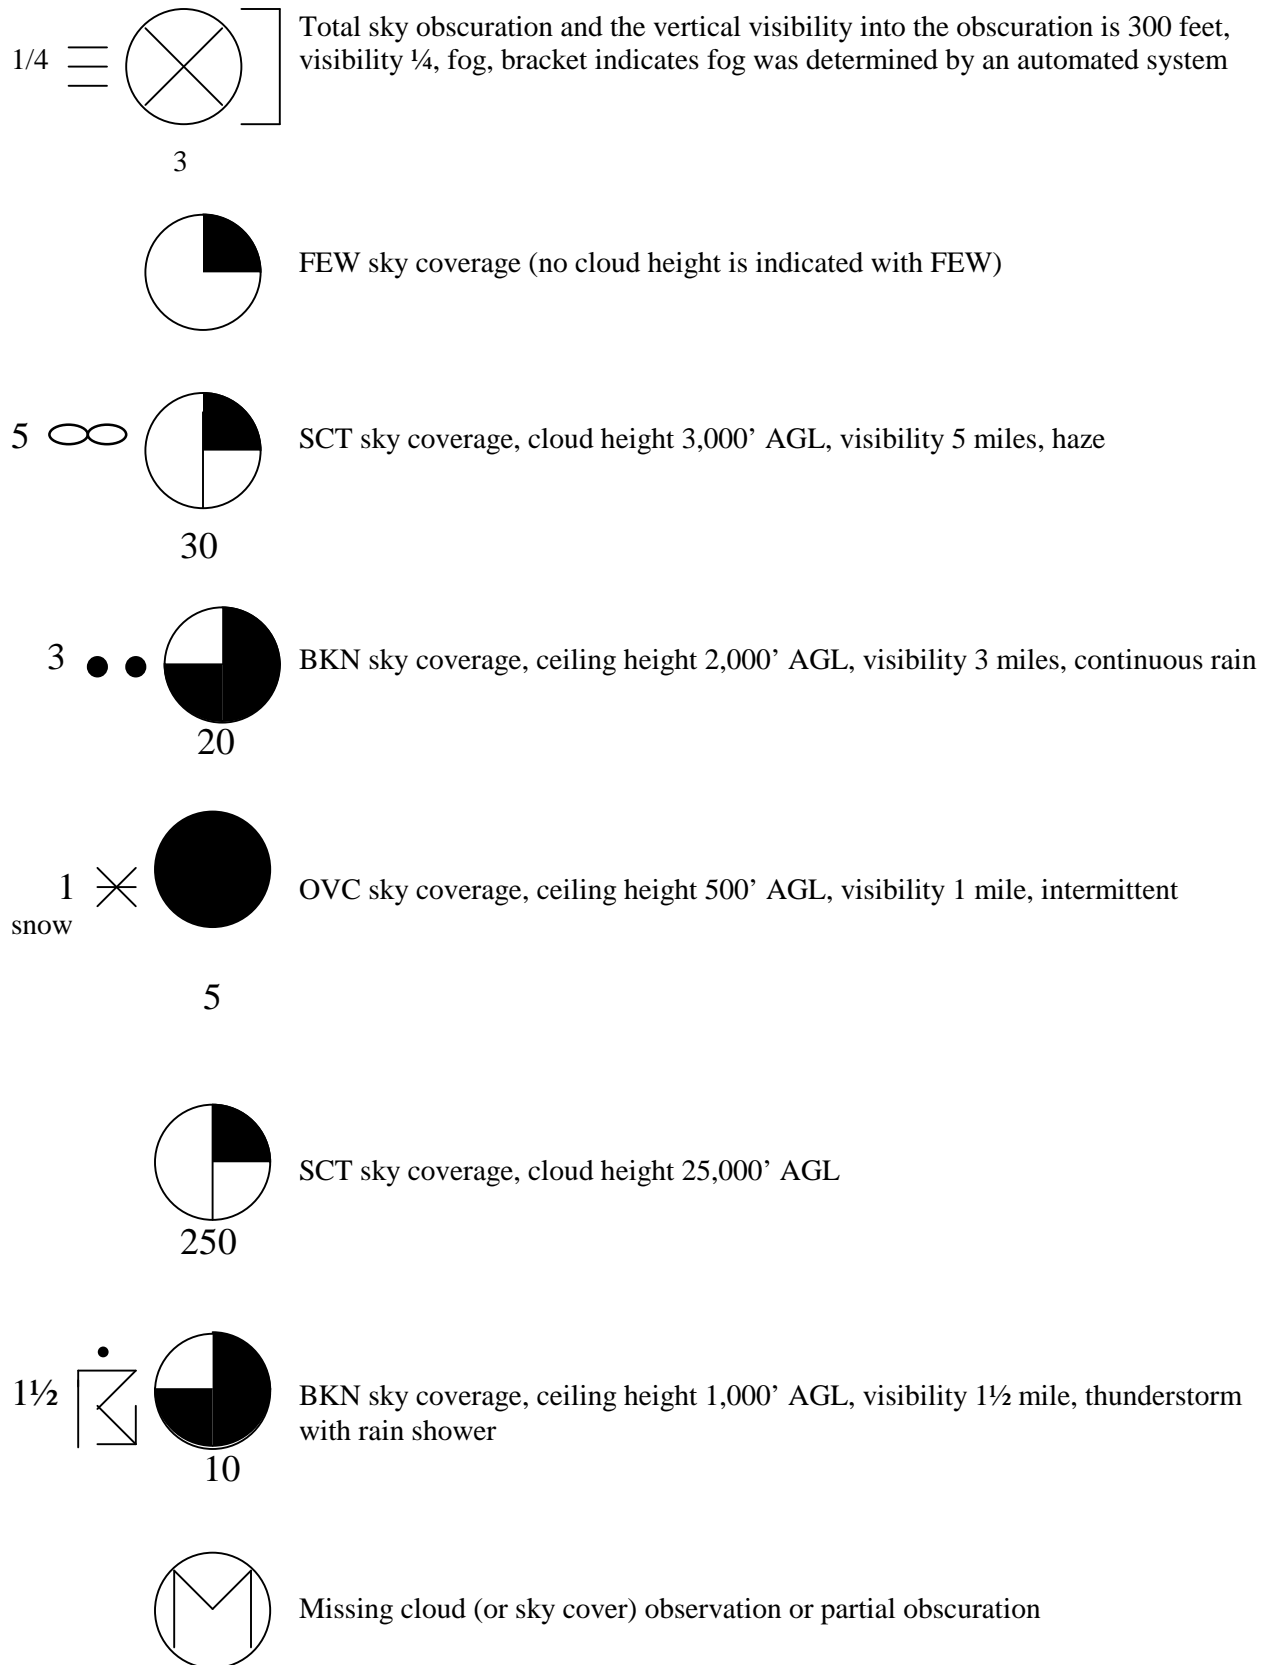 Total sky obscuration and the vertical visibility into the obscuration is 300 feet,
1/4 visibility ¼, fog, bracket indicates fog was determined by an automated system
3
FEW sky coverage (no cloud height is indicated with FEW)
5 SCT sky coverage, cloud height 3,000’ AGL, visibility 5 miles, haze
30
3 BKN sky coverage, ceiling height 2,000’ AGL, visibility 3 miles, continuous rain
20
1 OVC sky coverage, ceiling height 500’ AGL, visibility 1 mile, intermittent
snow
5
SCT sky coverage, cloud height 25,000’ AGL
250
1½ BKN sky coverage, ceiling height 1,000’ AGL, visibility 1½ mile, thunderstorm
with rain shower
10
M Missing cloud (or sky cover) observation or partial obscuration